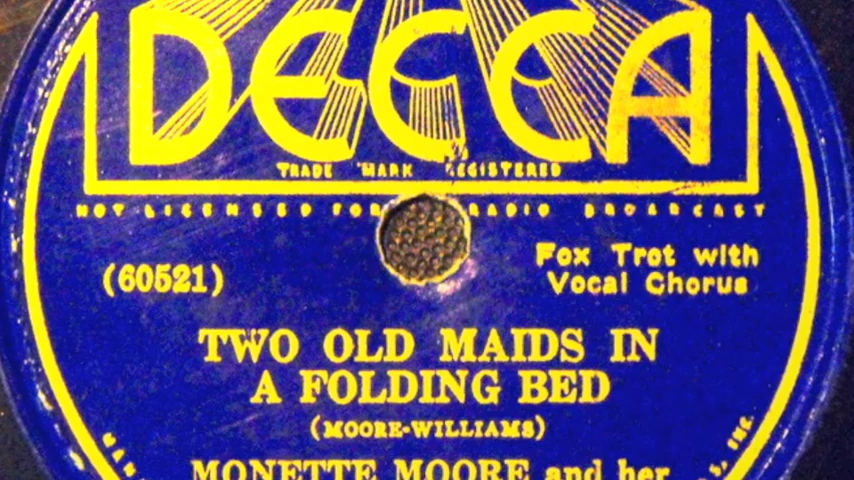 DECCA
TRADE MARK REGISTERED
NOT LICENSED FOR RADIO BROADCAST
(60521)
Fox Trot with
Vocal Chorus
TWO OLD MAIDS IN
A FOLDING BED
(MOORE-WILLIAMS)
MONETTE MOORE and her